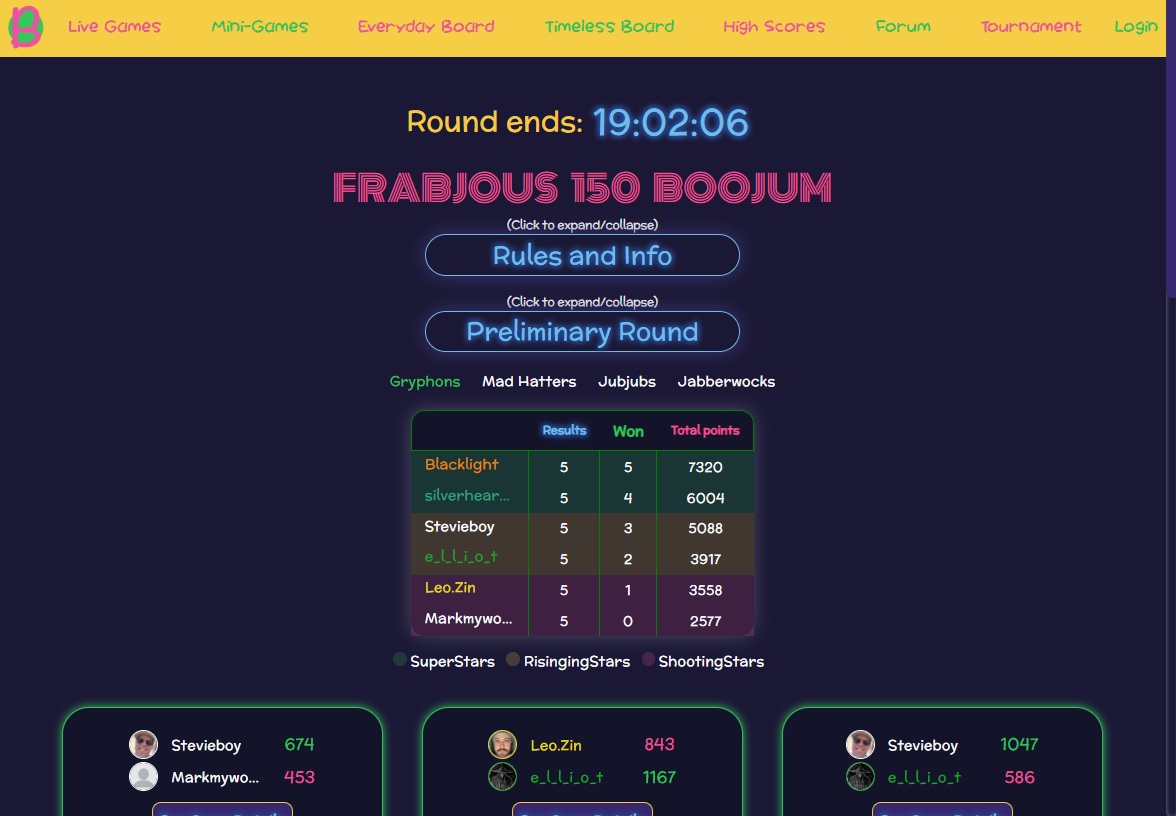 B Live Games Mini-Games Everyday Board Timeless Board High Scores Forum Tournament Login
Round ends: 19:02:06
FRABJOUS 150 BOOJUM
(Click to expand/collapse)
Rules and Info
(Click to expand/collapse)
Preliminary Round
Gryphons Mad Hatters Jubjubs Jabberwocks
Results Won Total points
Blacklight 5 5 7320
silverhear... 5 4 6004
Stevieboy 5 3 5088
e_l_l_i_o_t 5 2 3917
Leo.Zin 5 1 3558
Markmywo... 5 0 2577
SuperStars RisingingStars ShootingStars
Stevieboy 674 Leo.Zin 843 Stevieboy 1047
Markmywo... 453 e_l_l_i_o_t 1167 e_l_l_i_o_t 586